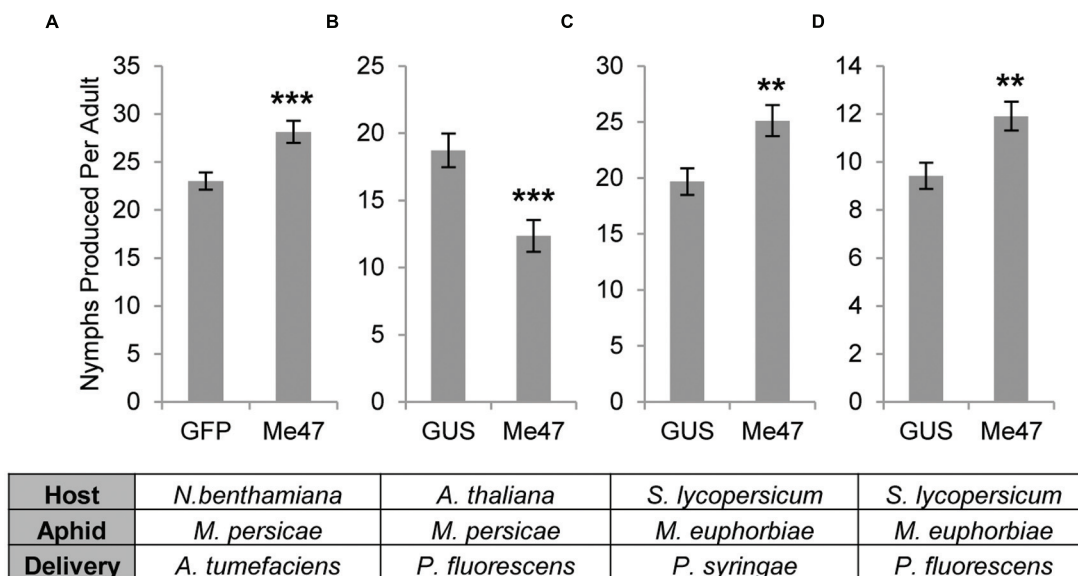 A B C D
Nymphs Produced Per Adult
35 30 25 20 15 10 5 0
***
GFP Me47
25 20 15 10 5 0
***
GUS Me47
30 25 20 15 10 5 0
**
GUS Me47
14 12 10 8 6 4 2 0
**
GUS Me47
Host N.benthamiana A. thaliana S. lycopersicum S. lycopersicum
Aphid M. persicae M. persicae M. euphorbiae M. euphorbiae
Delivery A. tumefaciens P. fluorescens P. syringae P. fluorescens